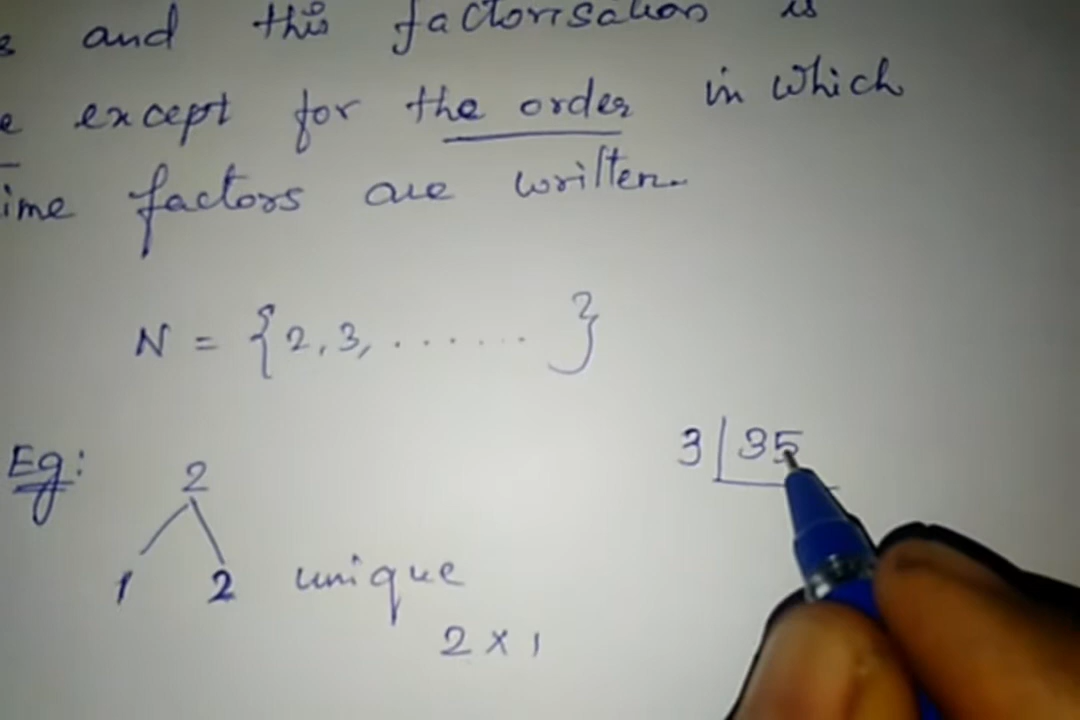 and this factorisation is
except for the order in which
factors are written.
N = {2, 3, ....... }
Eg:
2
1 2 unique
2 × 1
3 | 35